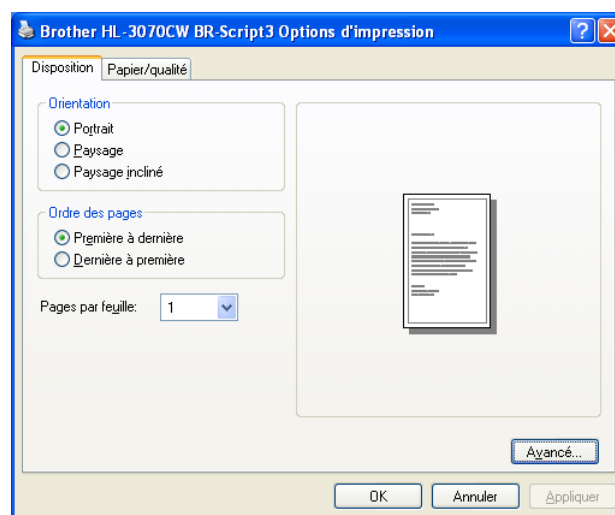 Brother HL-3070CW BR-Script3 Options d'impression
Disposition
Papier/qualité
Orientation
Portrait
Paysage
Paysage incliné
Ordre des pages
Première à dernière
Dernière à première
Pages par feuille:
1
Avancé...
OK
Annuler
Appliquer